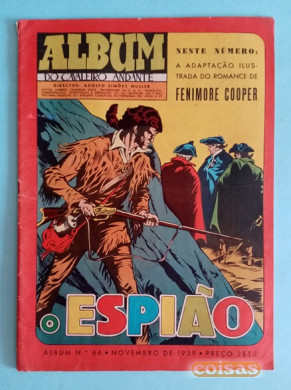 ALBUM
DO CAVALEIRO ANDANTE
DIRECTOR: ADOLFO SIMÕES MULLER
NESTE NÚMERO:
A ADAPTAÇÃO ILUS-
TRADA DO ROMANCE DE
FENIMORE COOPER
O ESPIÃO
ALBUM N.º 66 • NOVEMBRO DE 1959 • PREÇO 2$50
coisas